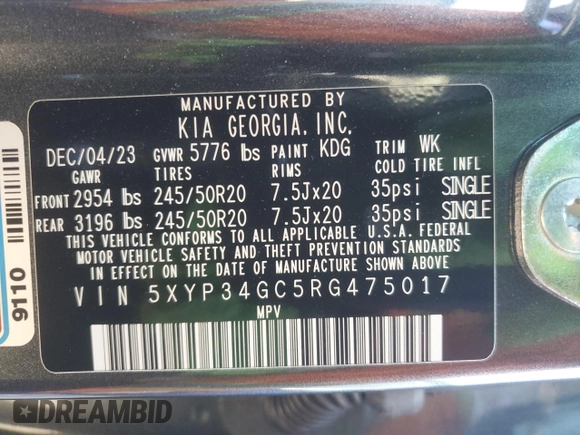 MANUFACTURED BY
KIA GEORGIA, INC.
DEC/04/23 GVWR 5776 lbs PAINT KDG TRIM WK
GAWR TIRES RIMS COLD TIRE INFL
FRONT 2954 lbs 245/50R20 7.5Jx20 35psi SINGLE
REAR 3196 lbs 245/50R20 7.5Jx20 35psi SINGLE
THIS VEHICLE CONFORMS TO ALL APPLICABLE U.S.A. FEDERAL
MOTOR VEHICLE SAFETY AND THEFT PREVENTION STANDARDS
IN EFFECT ON THE DATE OF MANUFACTURE SHOWN ABOVE
VIN 5XYP34GC5RG475017
MPV
9110
DREAMBID